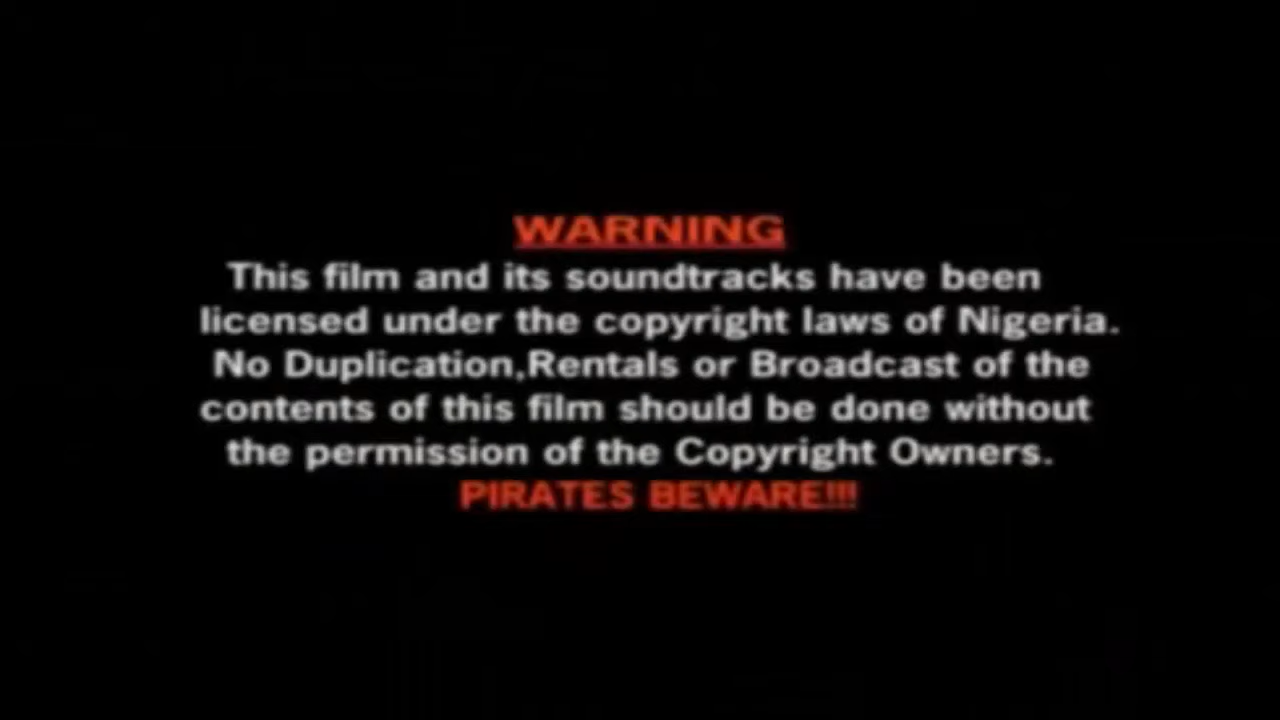 WARNING
This film and its soundtracks have been
licensed under the copyright laws of Nigeria.
No Duplication,Rentals or Broadcast of the
contents of this film should be done without
the permission of the Copyright Owners.
PIRATES BEWARE!!!